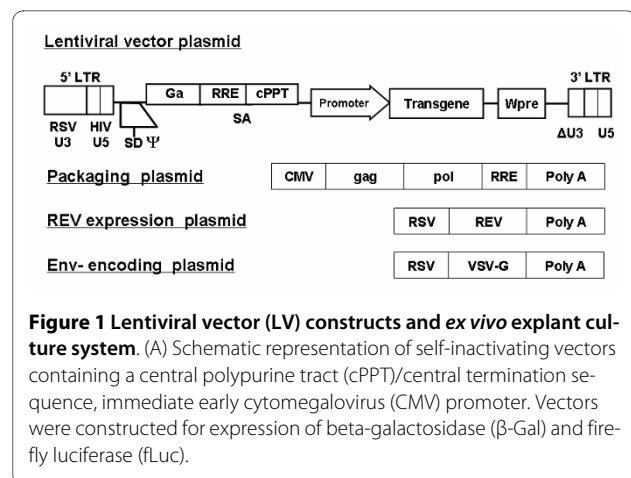 Lentiviral vector plasmid
5' LTR
3' LTR
Ga RRE cPPT
Promoter
Transgene
Wpre
SA
RSV U3
HIV U5
SD Ψ
ΔU3
U5
Packaging plasmid
CMV gag pol RRE Poly A
REV expression plasmid
RSV REV Poly A
Env- encoding plasmid
RSV VSV-G Poly A
Figure 1 Lentiviral vector (LV) constructs and ex vivo explant cul-
ture system. (A) Schematic representation of self-inactivating vectors
containing a central polypurine tract (cPPT)/central termination se-
quence, immediate early cytomegalovirus (CMV) promoter. Vectors
were constructed for expression of beta-galactosidase (β-Gal) and fire-
fly luciferase (fLuc).